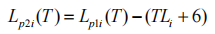 L_{p2i}(T) = L_{p1i}(T) − (TL_i + 6)